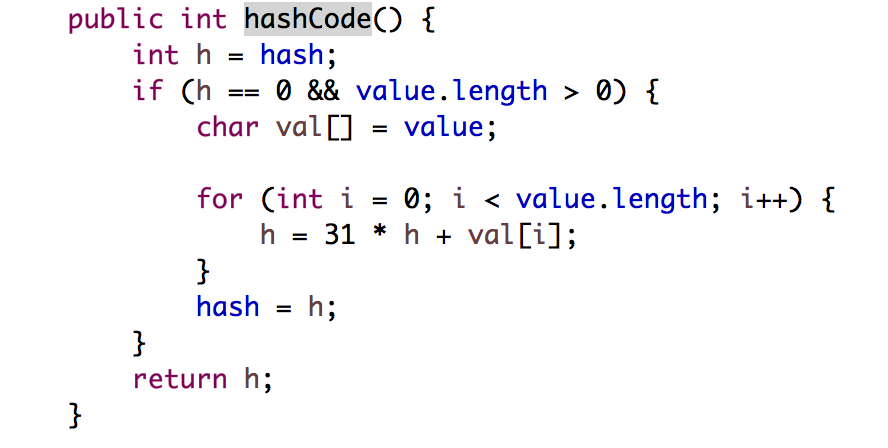 public int hashCode() {
    int h = hash;
    if (h == 0 && value.length > 0) {
        char val[] = value;

        for (int i = 0; i < value.length; i++) {
            h = 31 * h + val[i];
        }
        hash = h;
    }
    return h;
}